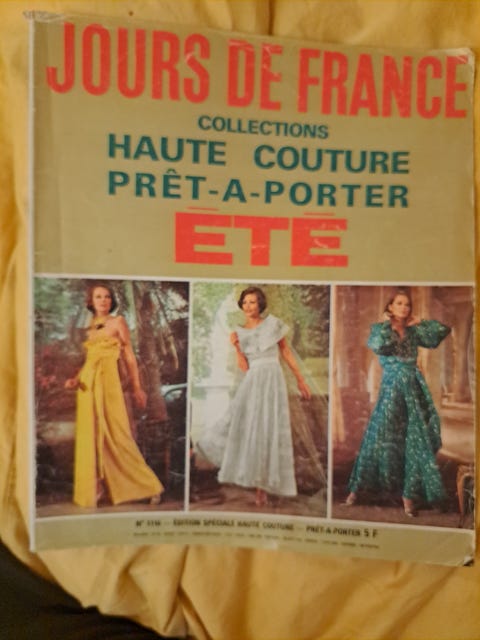 JOURS DE FRANCE
COLLECTIONS
HAUTE COUTURE
PRÊT-A-PORTER
ÉTÉ
ÉDITION SPÉCIALE HAUTE COUTURE — PRÊT-A-PORTER 5 F